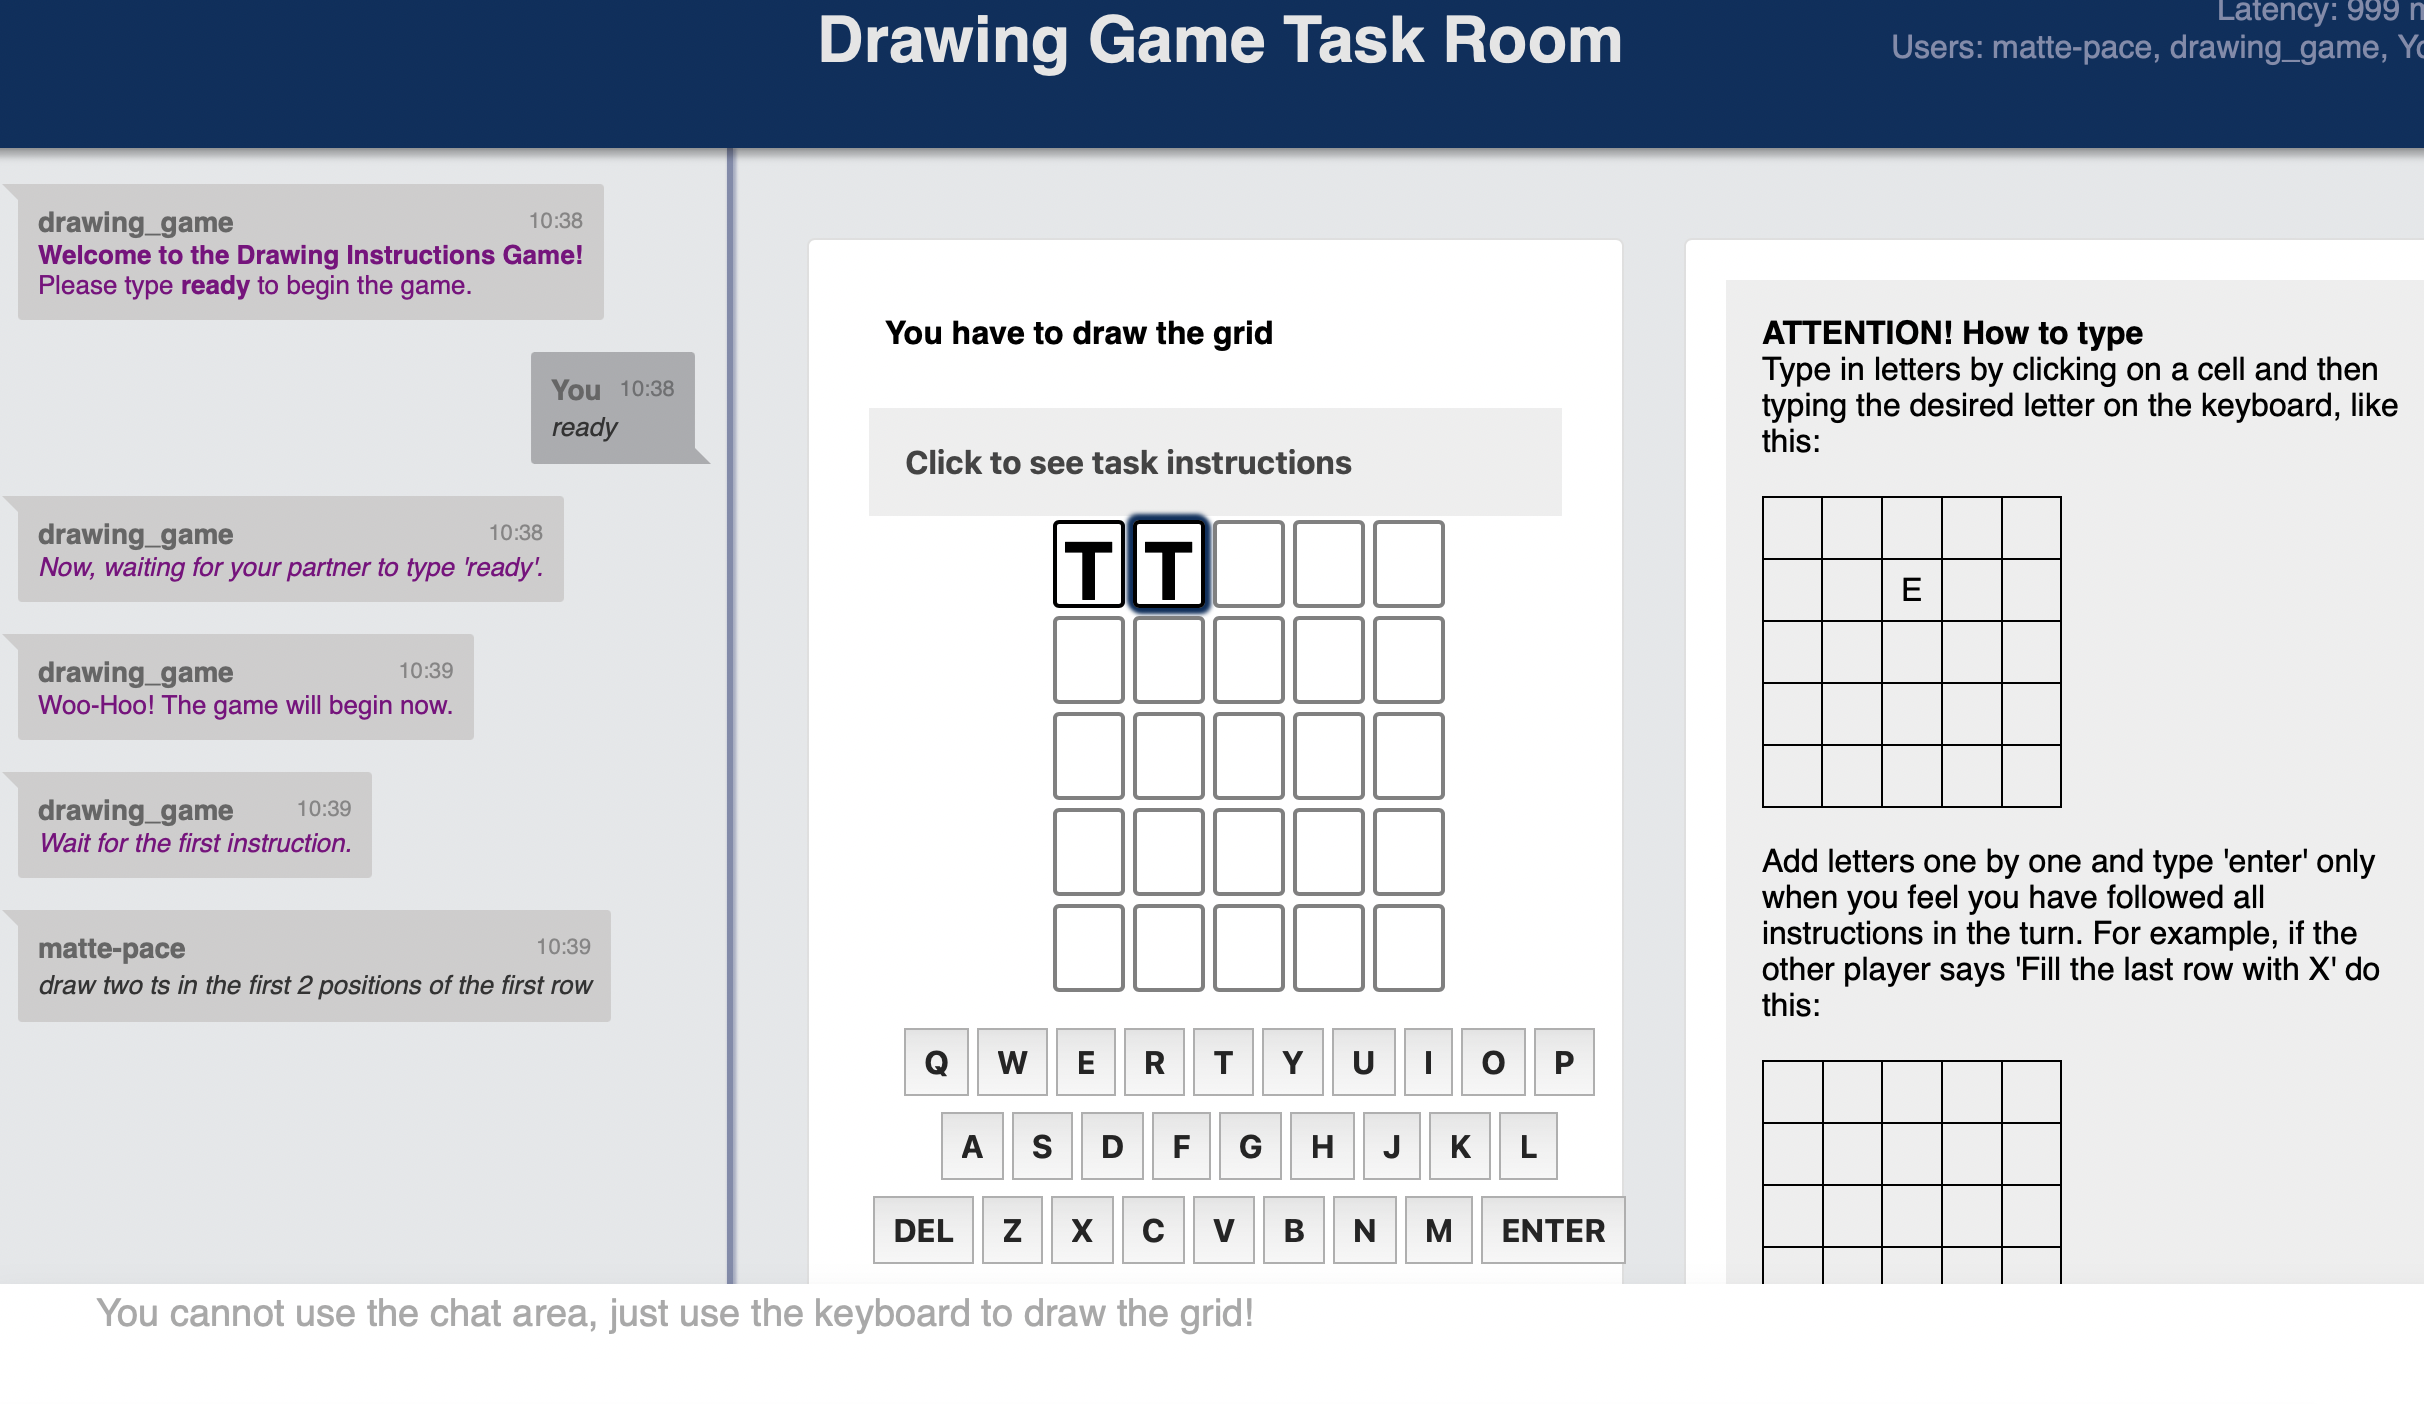 Drawing Game Task Room
Latency: 999
Users: matte-pace, drawing_game,
drawing_game 10:38
Welcome to the Drawing Instructions Game!
Please type ready to begin the game.
You 10:38
ready
drawing_game 10:38
Now, waiting for your partner to type 'ready'.
drawing_game 10:39
Woo-Hoo! The game will begin now.
drawing_game 10:39
Wait for the first instruction.
matte-pace 10:39
draw two ts in the first 2 positions of the first row
You have to draw the grid
Click to see task instructions
T T
Q W E R T Y U I O P
A S D F G H J K L
DEL Z X C V B N M ENTER
ATTENTION! How to type
Type in letters by clicking on a cell and then
typing the desired letter on the keyboard, like
this:
E
Add letters one by one and type 'enter' only
when you feel you have followed all
instructions in the turn. For example, if the
other player says 'Fill the last row with X' do
this:
You cannot use the chat area, just use the keyboard to draw the grid!